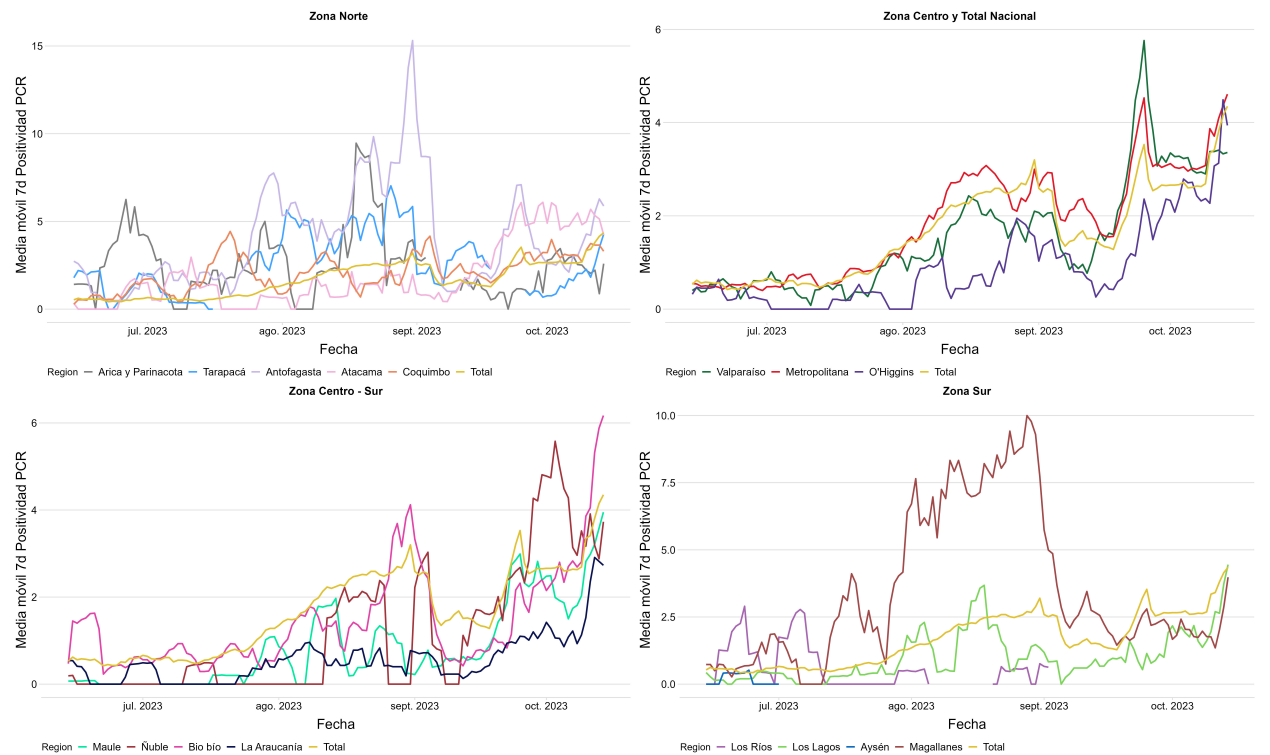 Zona Norte
Media móvil 7d Positividad PCR
15
10
5
0
jul. 2023 ago. 2023 sept. 2023 oct. 2023
Fecha
Region Arica y Parinacota Tarapacá Antofagasta Atacama Coquimbo Total
Zona Centro y Total Nacional
Media móvil 7d Positividad PCR
6
4
2
0
jul. 2023 ago. 2023 sept. 2023 oct. 2023
Fecha
Region Valparaíso Metropolitana O'Higgins Total
Zona Centro - Sur
Media móvil 7d Positividad PCR
6
4
2
0
jul. 2023 ago. 2023 sept. 2023 oct. 2023
Fecha
Region Maule Ñuble Bio bío La Araucanía Total
Zona Sur
Media móvil 7d Positividad PCR
10.0
7.5
5.0
2.5
0.0
jul. 2023 ago. 2023 sept. 2023 oct. 2023
Fecha
Region Los Ríos Los Lagos Aysén Magallanes Total